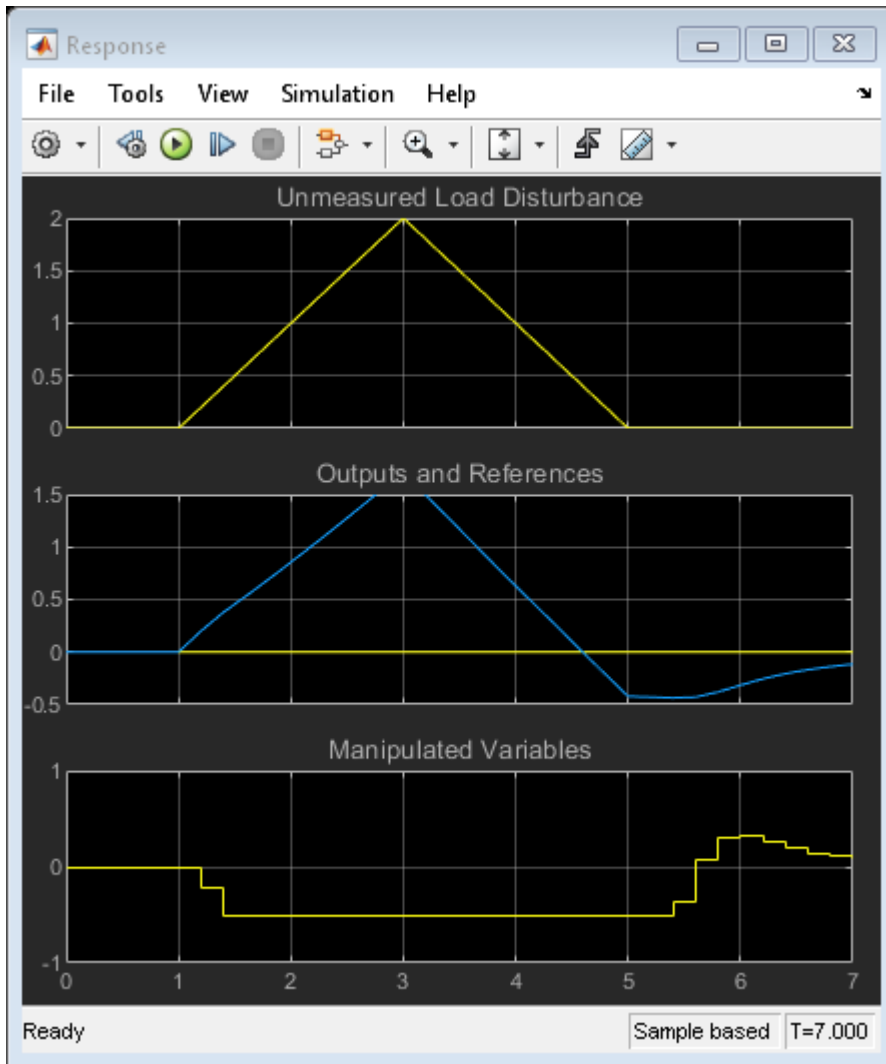 Response
File Tools View Simulation Help
Unmeasured Load Disturbance
2
1.5
1
0.5
0
Outputs and References
1.5
1
0.5
0
-0.5
Manipulated Variables
1
0
-1
0 1 2 3 4 5 6 7
Ready Sample based T=7.000